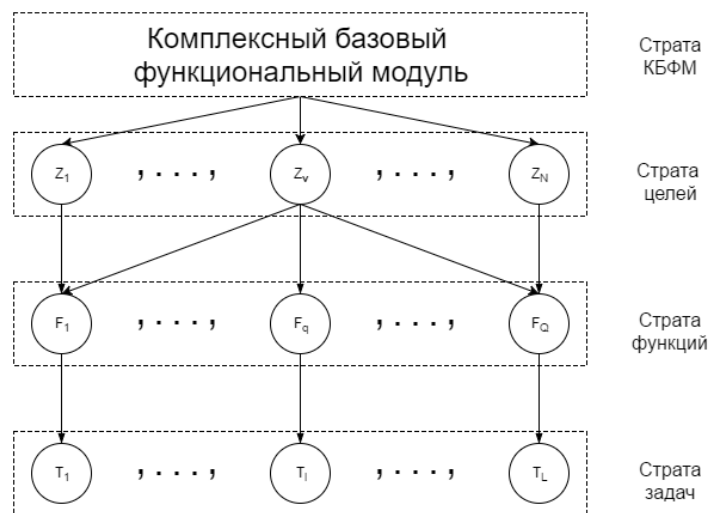 Комплексный базовый
функциональный модуль
Страта
КБФМ
Z1 , . . . , Zv , . . . , ZN
Страта
целей
F1 , . . . , Fq , . . . , FQ
Страта
функций
T1 , . . . , Tl , . . . , TL
Страта
задач